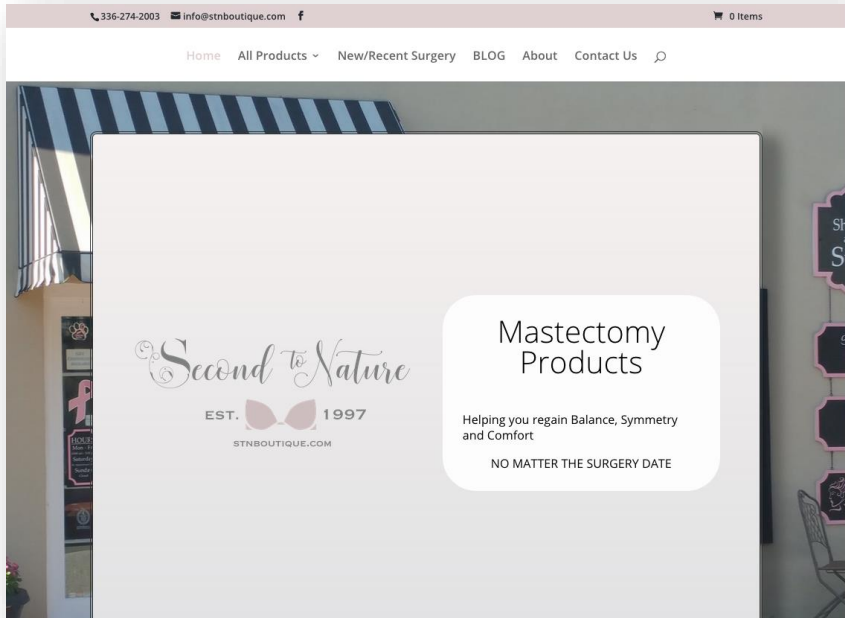 336-274-2003 info@stnboutique.com f
0 Items
Home All Products New/Recent Surgery BLOG About Contact Us
Second to Nature
EST. 1997
STNBOUTIQUE.COM
Mastectomy
Products
Helping you regain Balance, Symmetry
and Comfort
NO MATTER THE SURGERY DATE
HOURS